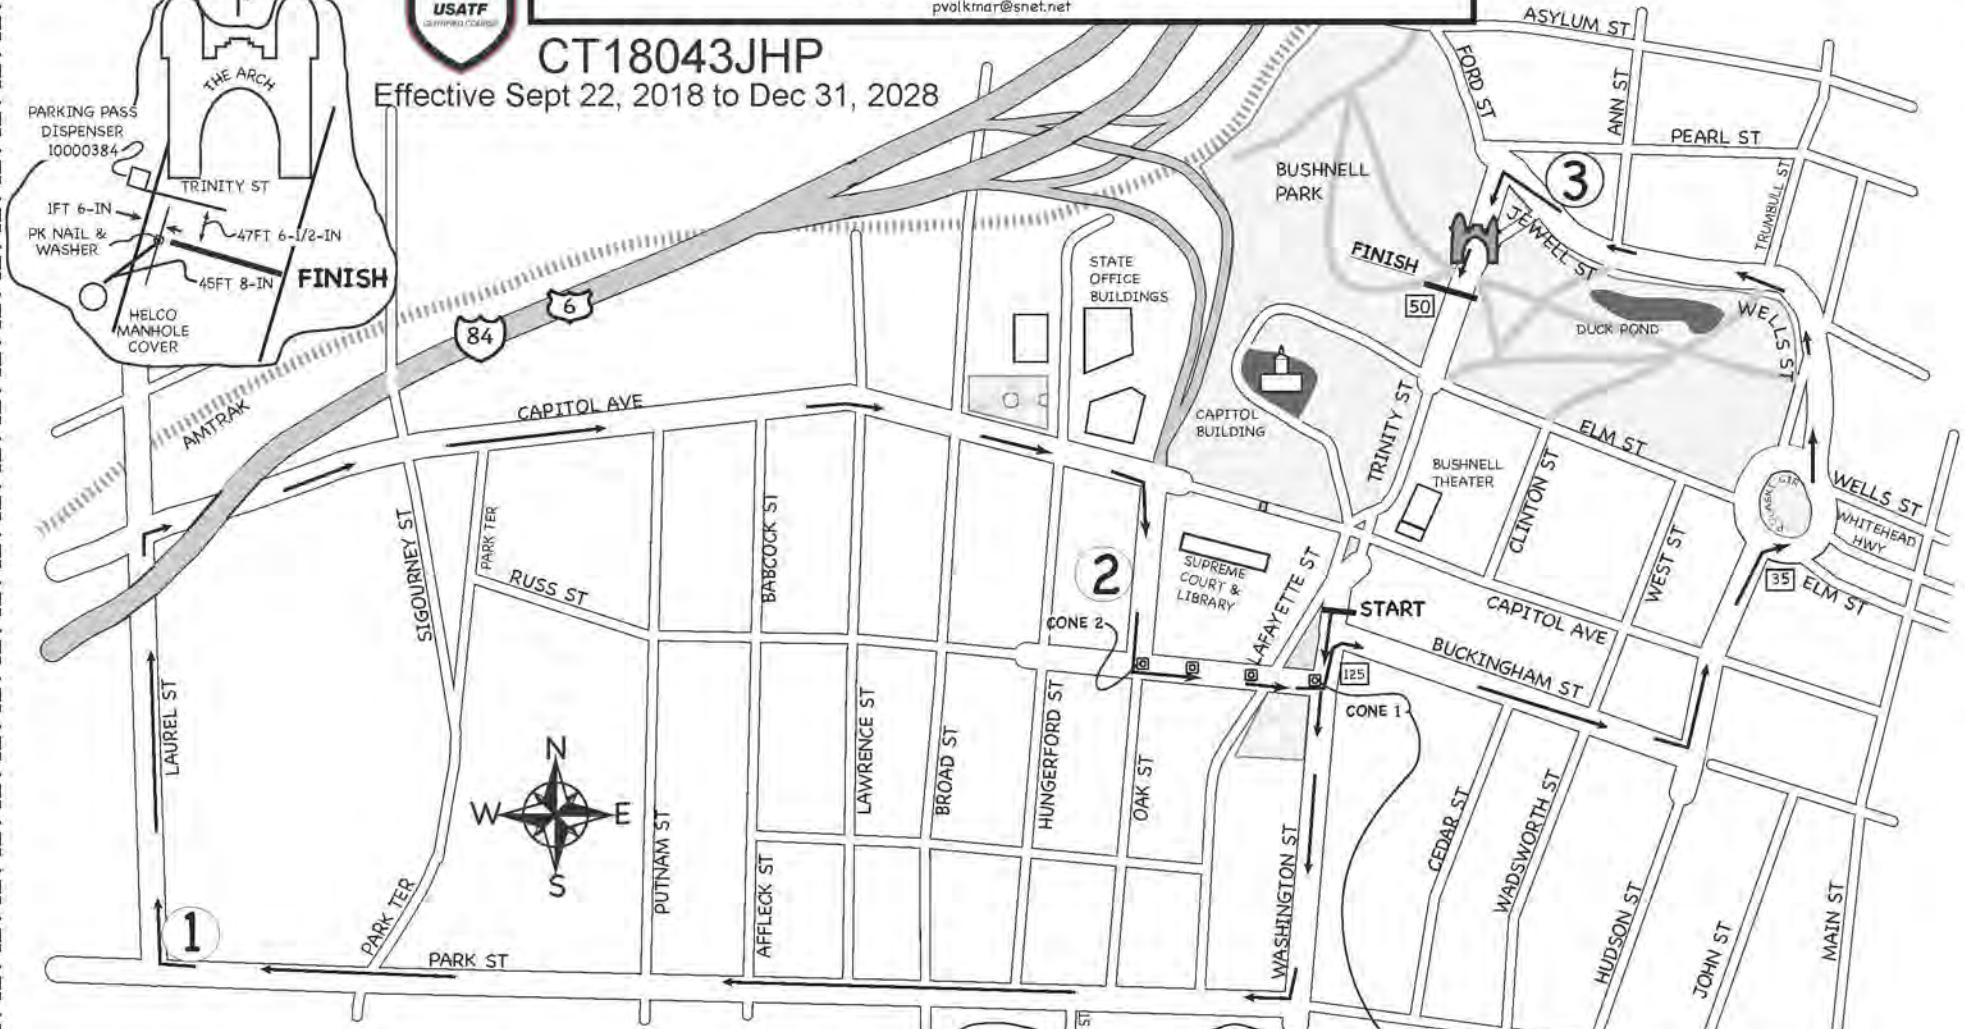 pvolkmar@snet.net
USATF
CERTIFIED COURSE
CT18043JHP
Effective Sept 22, 2018 to Dec 31, 2028
THE ARCH
PARKING PASS
DISPENSER
10000384
TRINITY ST
1FT 6-IN
PK NAIL &
WASHER
47FT 6-1/2-IN
45FT 8-IN
FINISH
HELCO
MANHOLE
COVER
AMTRAK
84
6
ASYLUM ST
FORD ST
ANN ST
PEARL ST
TRUMBULL ST
BUSHNELL
PARK
3
JEWELL ST
FINISH
50
DUCK POND
WELLS ST
STATE
OFFICE
BUILDINGS
CAPITOL AVE
CAPITOL
BUILDING
TRINITY ST
ELM ST
BUSHNELL
THEATER
CLINTON ST
WEST ST
PULASKI CIR
WELLS ST
WHITEHEAD
HWY
35
ELM ST
SIGOURNEY ST
PARK TER
RUSS ST
BABCOCK ST
2
CONE 2
SUPREME
COURT &
LIBRARY
LAFAYETTE ST
START
CAPITOL AVE
BUCKINGHAM ST
125
CONE 1
LAUREL ST
N
W
E
S
LAWRENCE ST
BROAD ST
HUNGERFORD ST
OAK ST
PUTNAM ST
AFFLECK ST
WASHINGTON ST
CEDAR ST
WADSWORTH ST
HUDSON ST
JOHN ST
MAIN ST
1
PARK TER
PARK ST
ST